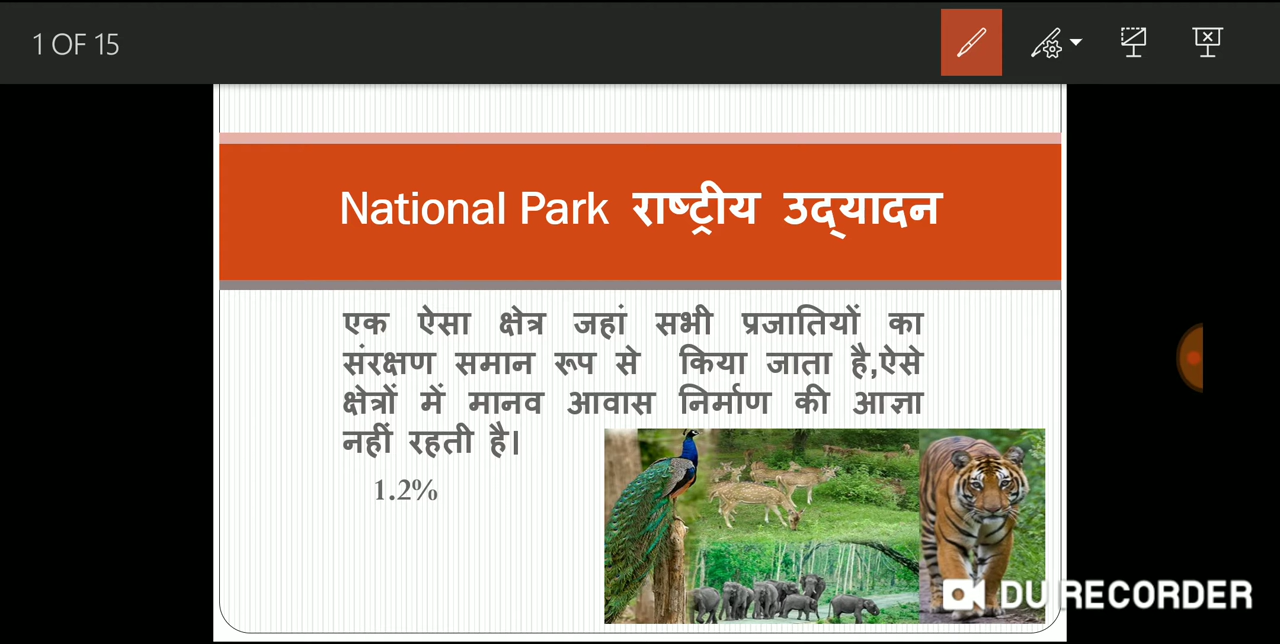 1 OF 15
National Park राष्ट्रीय उद्यादन
एक ऐसा क्षेत्र जहां सभी प्रजातियों का
संरक्षण समान रूप से किया जाता है,ऐसे
क्षेत्रों में मानव आवास निर्माण की आज्ञा
नहीं रहती है।
1.2%
DU RECORDER